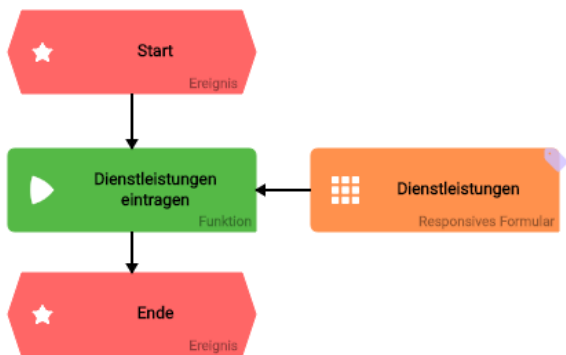 Start
Ereignis
Dienstleistungen
eintragen
Funktion
Dienstleistungen
Responsives Formular
Ende
Ereignis